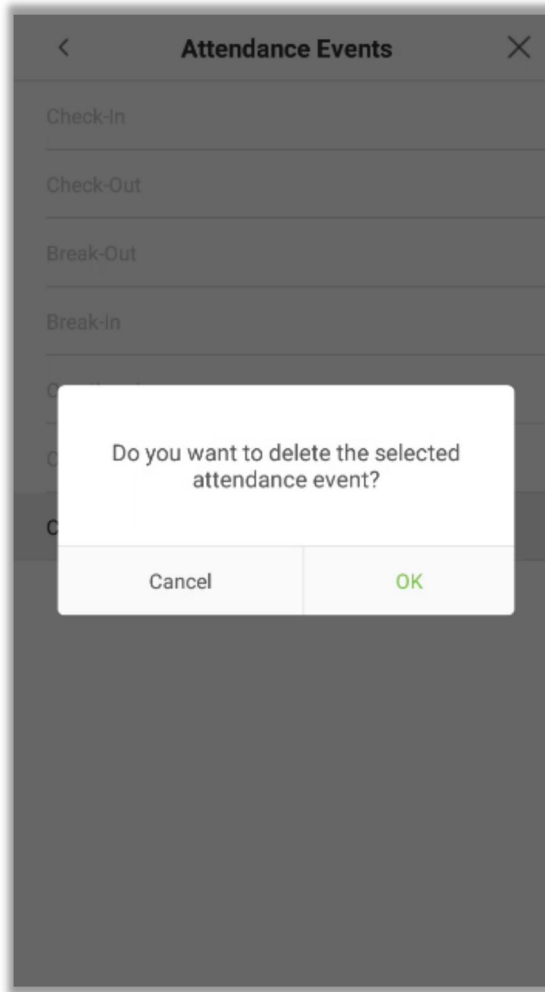 Attendance Events
Check-In
Check-Out
Break-Out
Break-In
Do you want to delete the selected
attendance event?
Cancel
OK